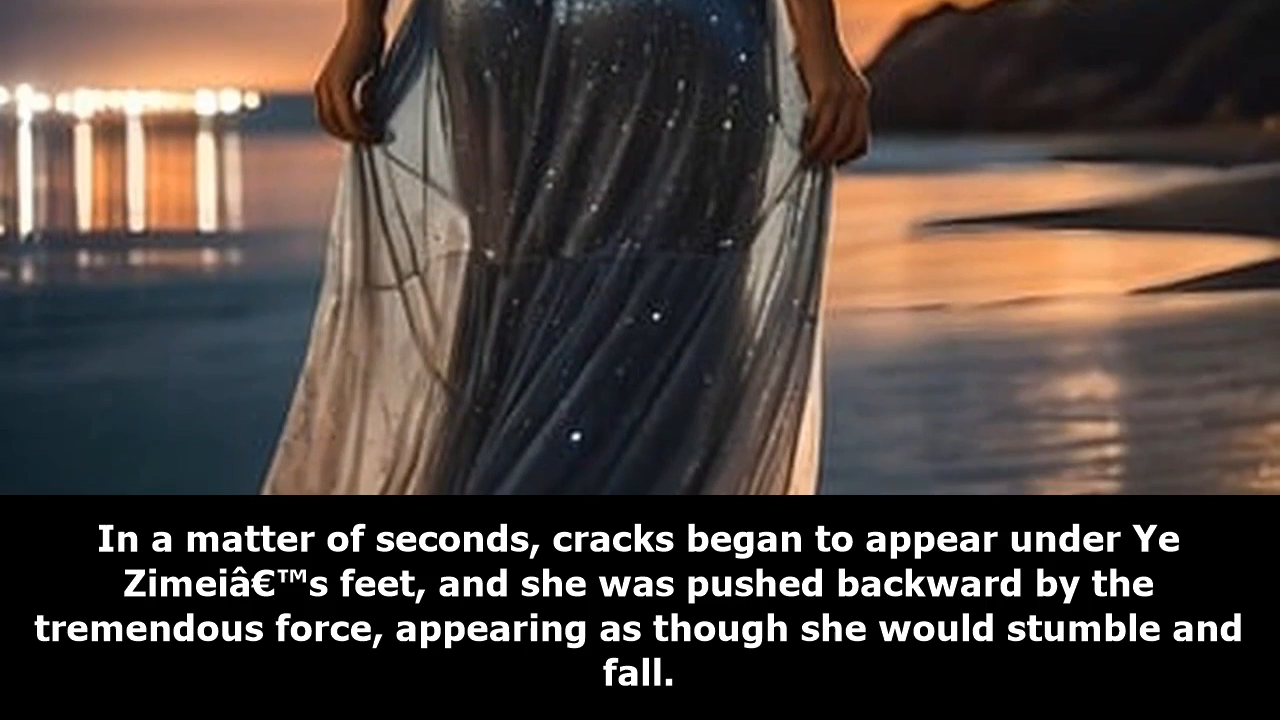 In a matter of seconds, cracks began to appear under Ye
Zimeiâ€™s feet, and she was pushed backward by the
tremendous force, appearing as though she would stumble and
fall.